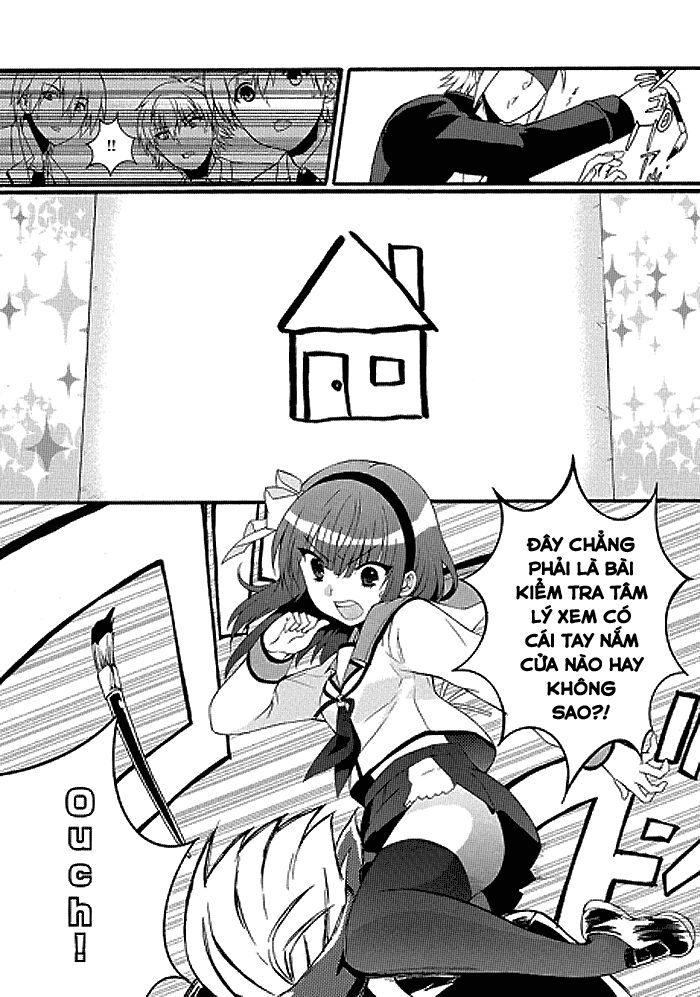 !!
ĐÂY CHẲNG
PHẢI LÀ BÀI
KIỂM TRA TÂM
LÝ XEM CÓ
CÁI TAY NẮM
CỬA NÀO HAY
KHÔNG
SAO?!
Ouch!